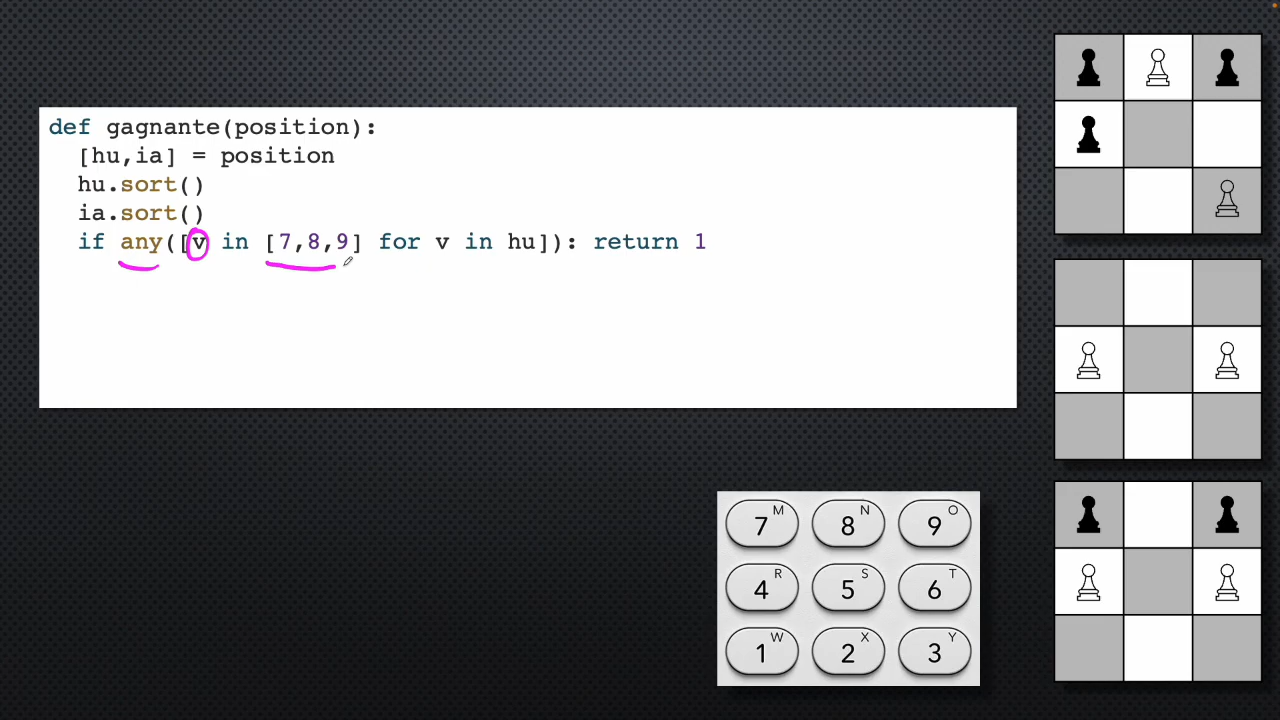 def gagnante(position):
[hu,ia] = position
hu.sort()
ia.sort()
if any([v in [7,8,9] for v in hu]): return 1
7 M 8 N 9 O
4 R 5 S 6 T
1 W 2 X 3 Y